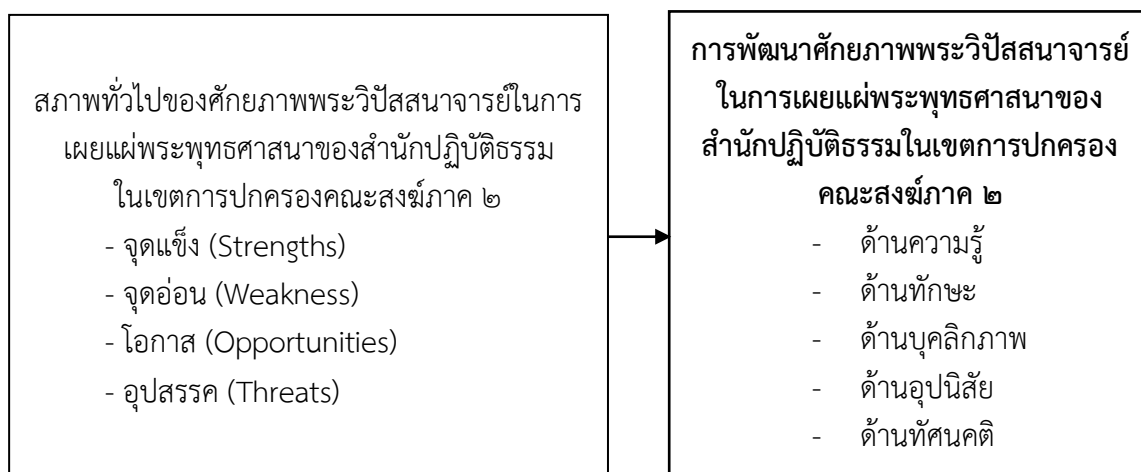 สภาพทั่วไปของศักยภาพพระวิปัสสนาจารย์ในการ
เผยแผ่พระพุทธศาสนาของสำนักปฏิบัติธรรม
ในเขตการปกครองคณะสงฆ์ภาค ๒
- จุดแข็ง (Strengths)
- จุดอ่อน (Weakness)
- โอกาส (Opportunities)
- อุปสรรค (Threats)
การพัฒนาศักยภาพพระวิปัสสนาจารย์
ในการเผยแผ่พระพุทธศาสนาของ
สำนักปฏิบัติธรรมในเขตการปกครอง
คณะสงฆ์ภาค ๒
- ด้านความรู้
- ด้านทักษะ
- ด้านบุคลิกภาพ
- ด้านอุปนิสัย
- ด้านทัศนคติ